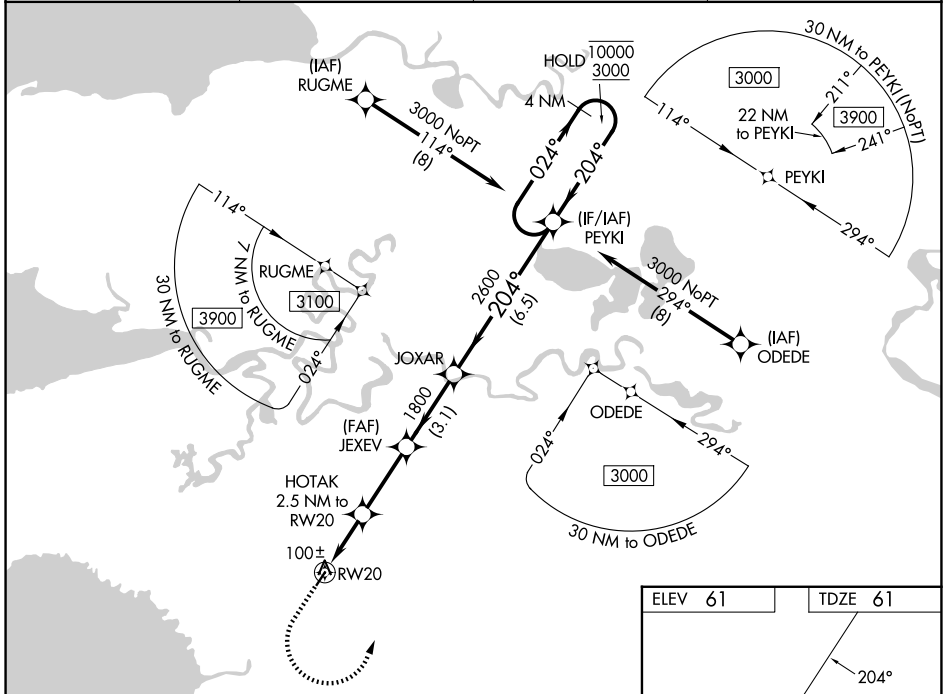 (IAF)
RUGME
3000 NoPT
114°
(8)
HOLD
10000
3000
4 NM
024°
204°
(IF/IAF)
PEYKI
30 NM to PEYKI (NoPT)
3000
211°
3900
22 NM
to PEYKI
241°
114°
PEYKI
294°
114°
RUGME
7 NM to RUGME
3100
3900
30 NM to RUGME
024°
2600
204°
(6.5)
3000 NoPT
294°
(8)
(IAF)
ODEDE
JOXAR
1800
(3.1)
(FAF)
JEXEV
HOTAK
2.5 NM to
RW20
100±
A
RW20
ODEDE
024°
294°
3000
30 NM to ODEDE
ELEV 61
TDZE 61
204°